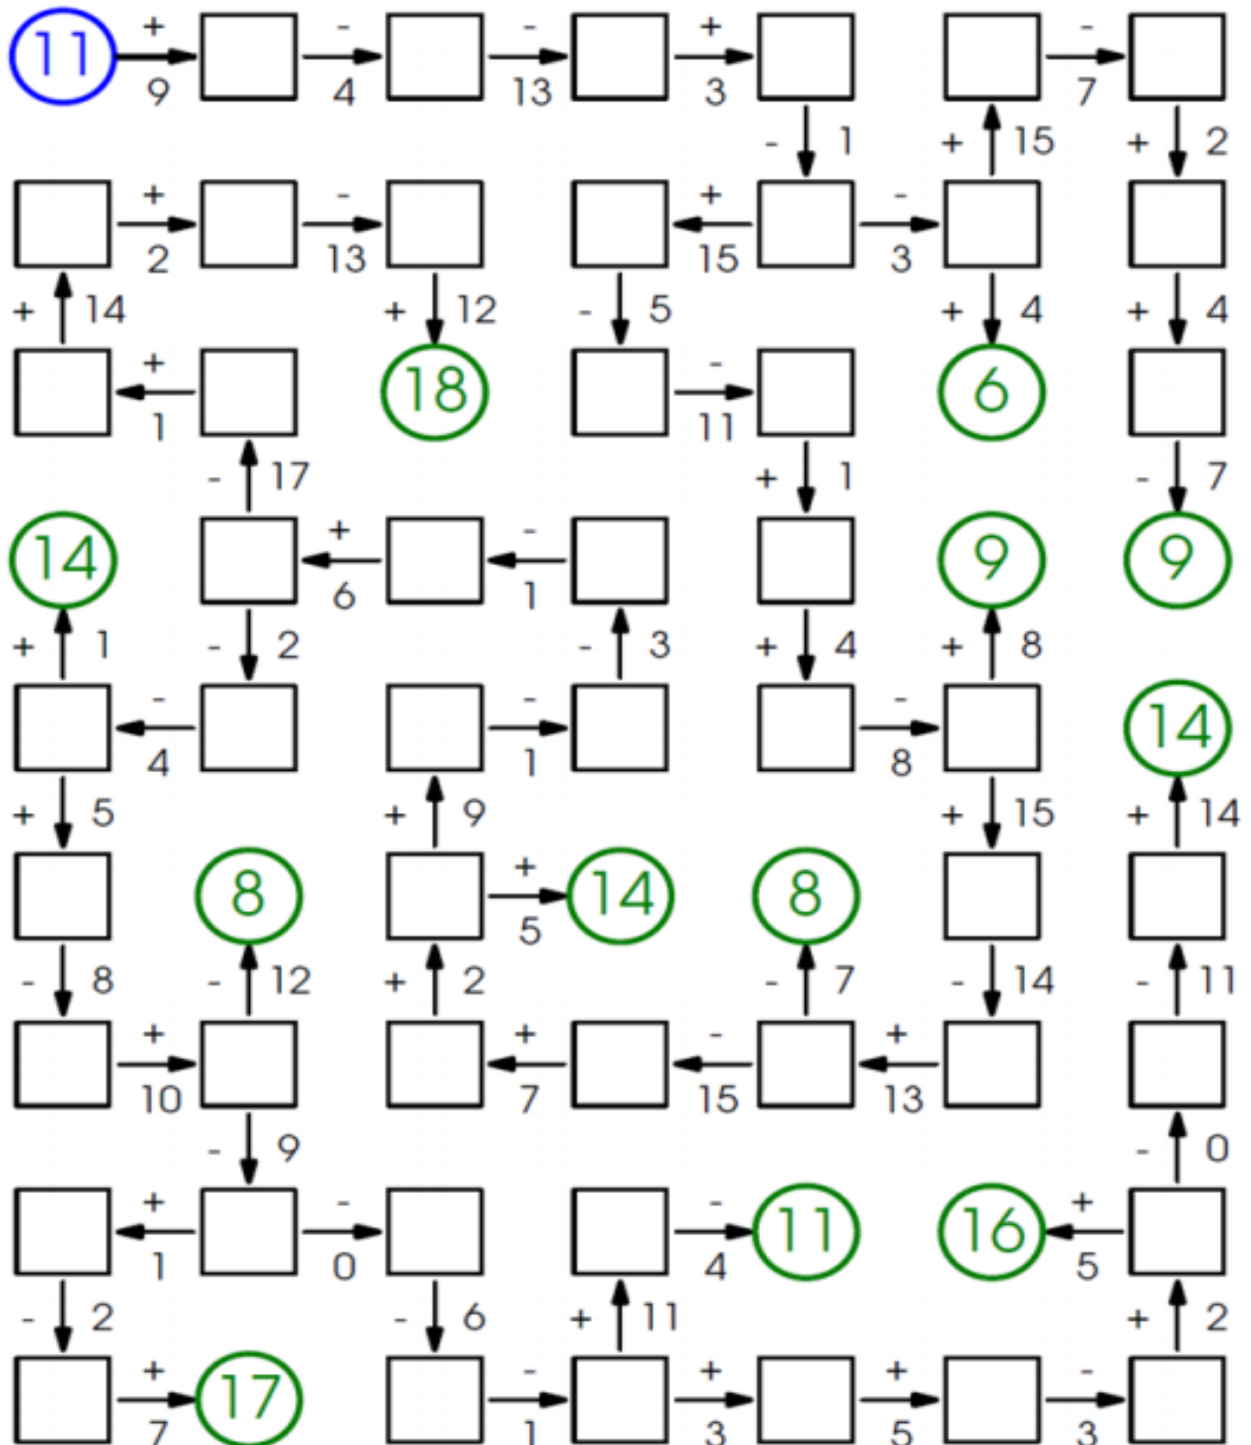 + - - + -
11
9 4 13 3 7
- 1 + 15 + 2
+ - + -
2 13 15 3
+ 14 + 12 - 5 + 4 + 4
+ -
18 6
1 11
- 17 + 1 - 7
+ -
14 9 9
6 1
+ 1 - 2 - 3 + 4 + 8
- - -
14
4 1 8
+ 5 + 9 + 15 + 14
+
8 14 8
5
- 8 - 12 + 2 - 7 - 14 - 11
+ + - +
10 7 15 13
- 9 - 0
+ - - +
11 16
1 0 4 5
- 2 - 6 + 11 + 2
+ - + + -
17
7 1 3 5 3